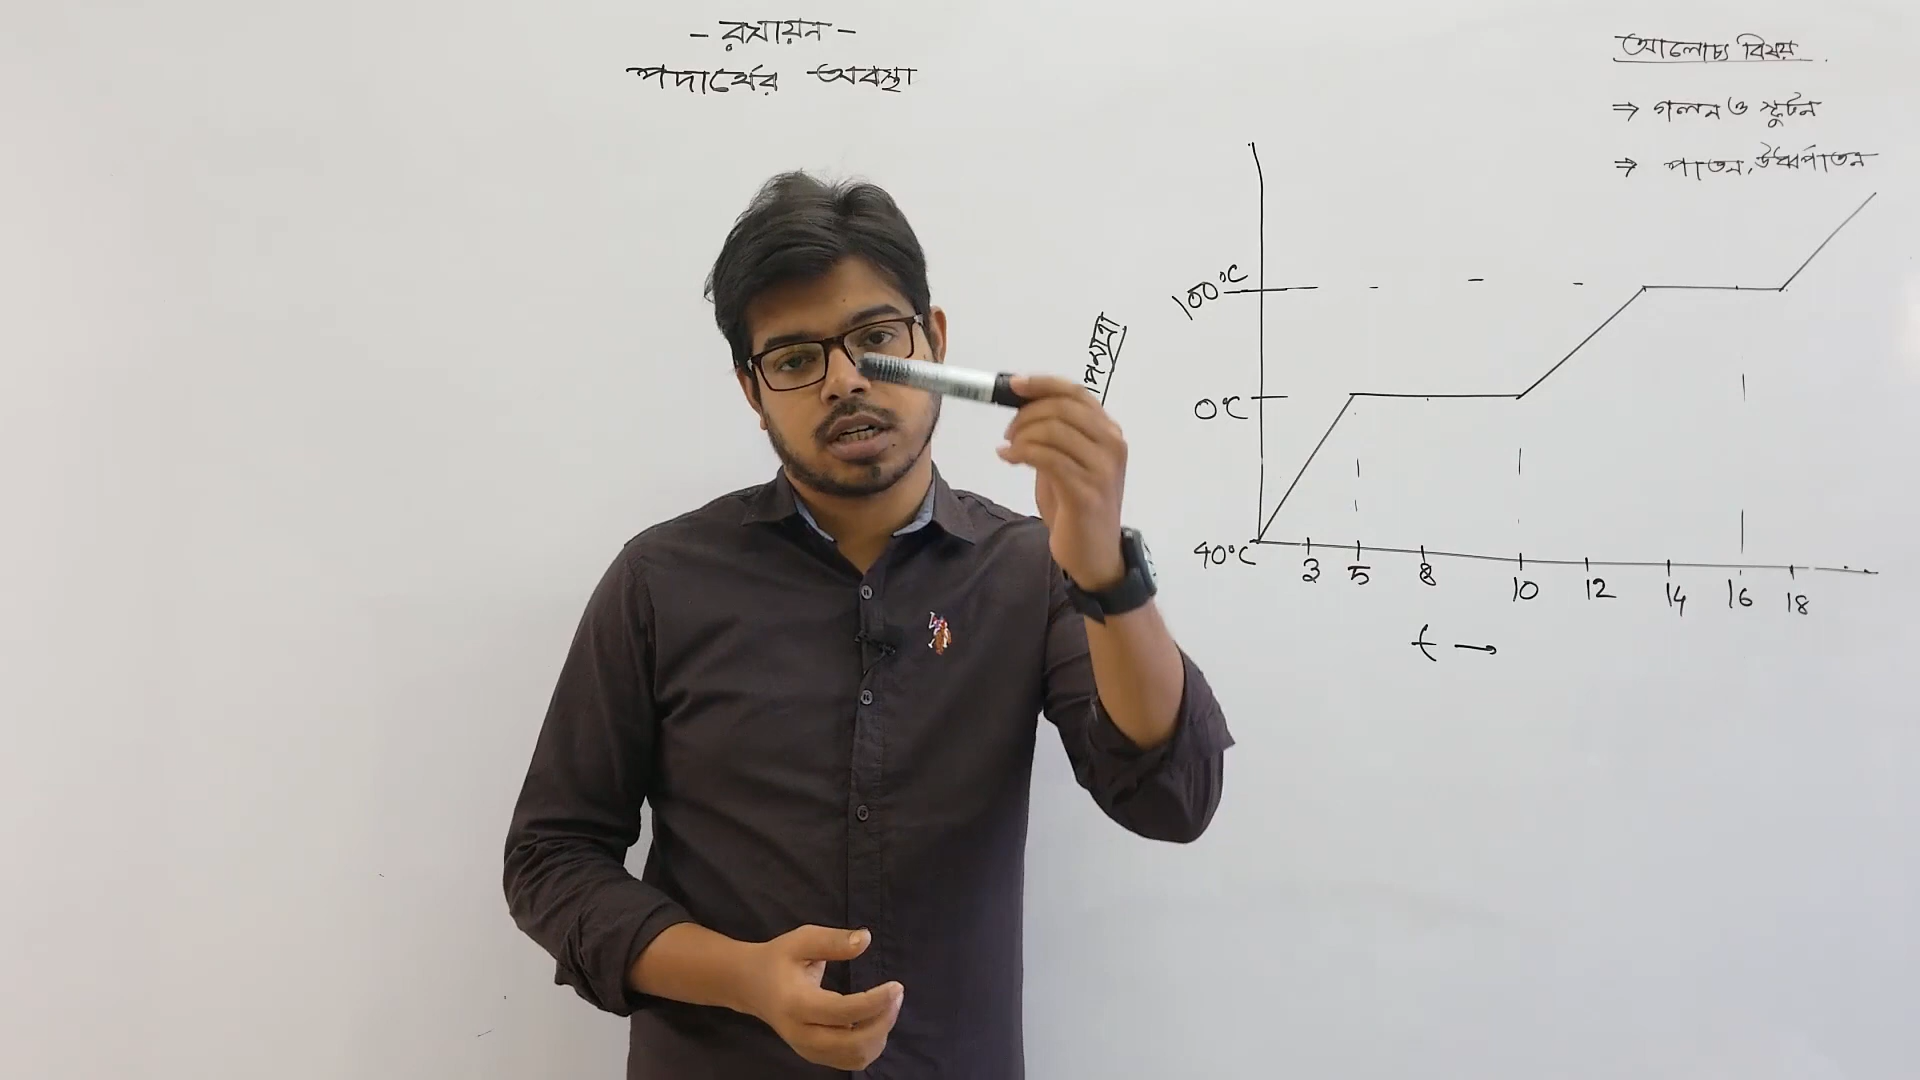 - রসায়ন -
পদার্থের অবস্থা
আলোচ্য বিষয়
⇒ গলন ও স্ফুটন
⇒ পাতন, ঊর্ধ্বপাতন
100°C
0°C
40°C
3 5 8 10 12 14 16 18
t →